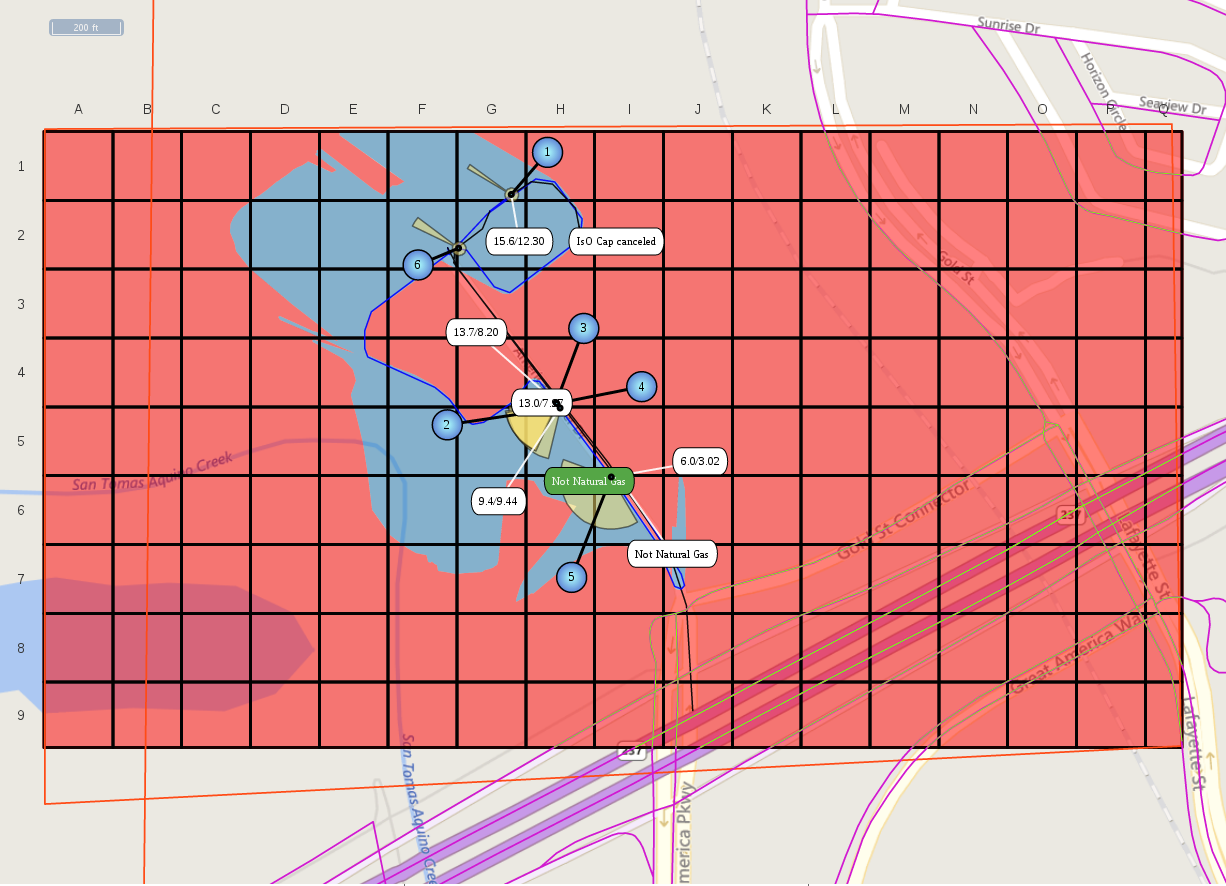 200 ft
Sunrise Dr
Horizon Circle
Seaview Dr
A B C D E F G H I J K L M N O P Q
1
1
2
15.6/12.30
IsO Cap canceled
6
Gold St
3
3
13.7/8.20
4
4
13.0/7.
2
5
San Tomas Aquino Creek
6.0/3.02
Not Natural Gas
9.4/9.44
6
Gold St Connector
237
Lafayette St
Not Natural Gas
5
7
8
Great America Way
9
237
Lafayette St
San Tomas Aquino Cree
merica Pkwy